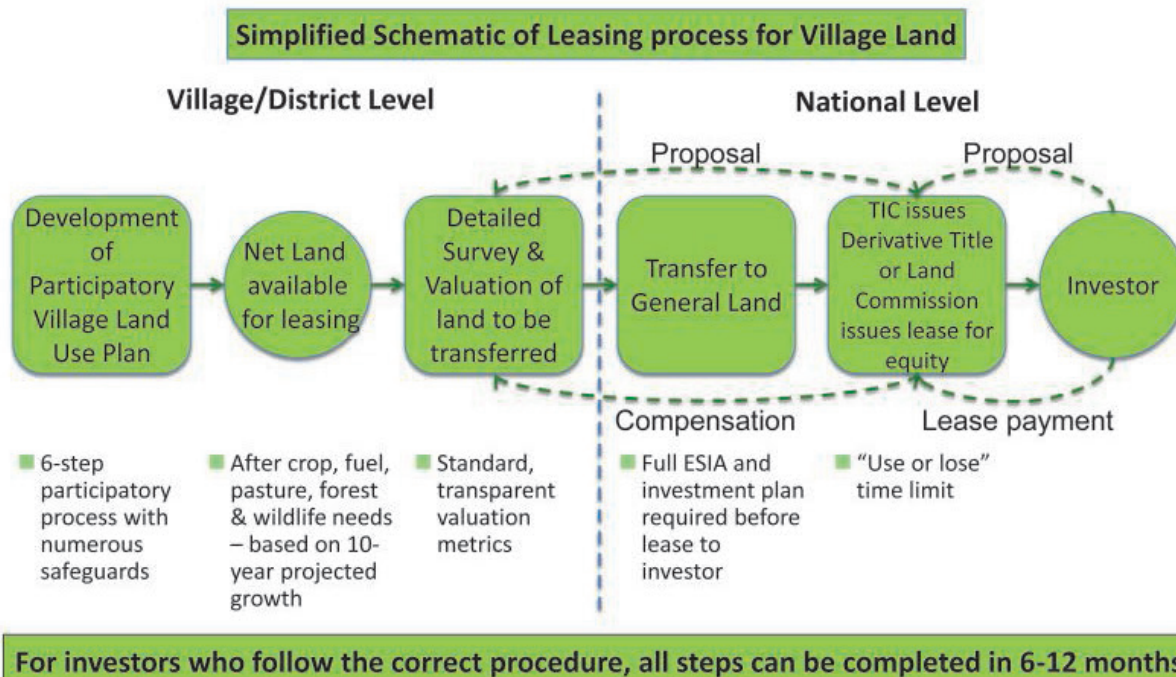 Simplified Schematic of Leasing process for Village Land
Village/District Level
National Level
Proposal
Proposal
Development
of
Participatory
Village Land
Use Plan
Net Land
available
for leasing
Detailed
Survey &
Valuation of
land to be
transferred
Transfer to
General Land
TIC issues
Derivative Title
or Land
Commission
issues lease for
equity
Investor
Compensation
Lease payment
6-step
participatory
process with
numerous
safeguards
After crop, fuel,
pasture, forest
& wildlife needs
– based on 10-
year projected
growth
Standard,
transparent
valuation
metrics
Full ESIA and
investment plan
required before
lease to
investor
“Use or lose”
time limit
For investors who follow the correct procedure, all steps can be completed in 6-12 months